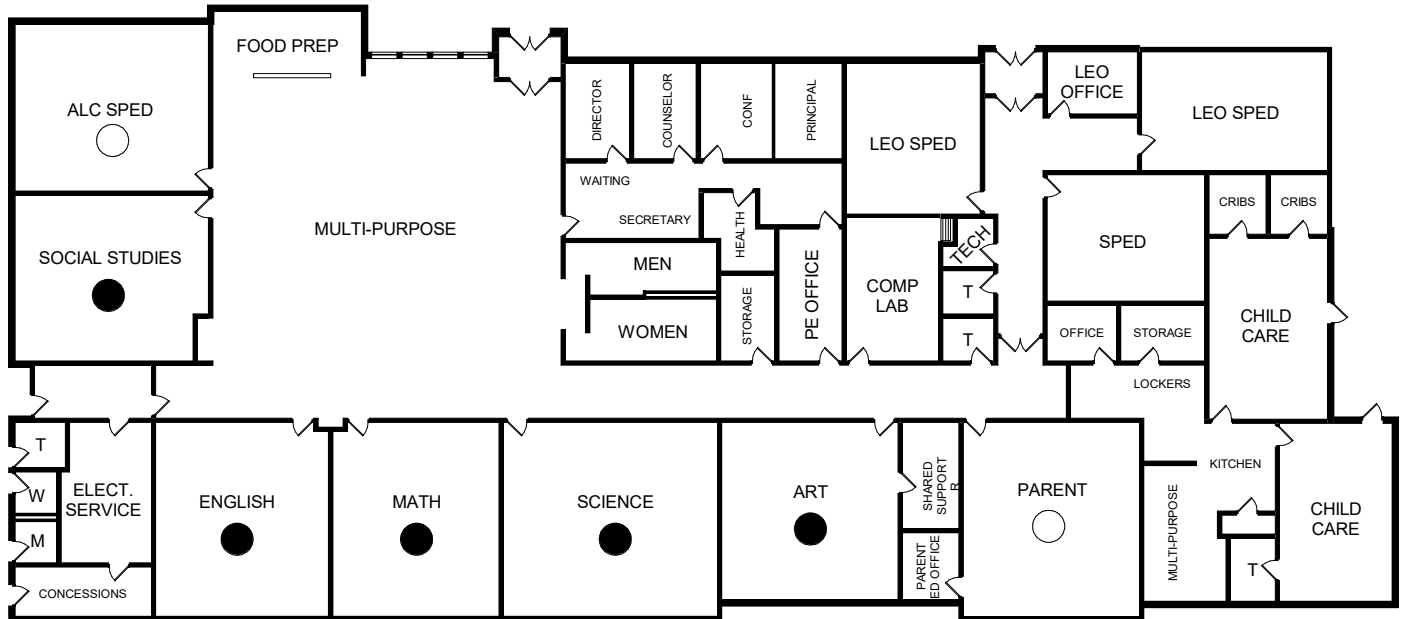 FOOD PREP
ALC SPED
SOCIAL STUDIES
MULTI-PURPOSE
DIRECTOR
COUNSELOR
CONF
PRINCIPAL
WAITING
SECRETARY
HEALTH
MEN
WOMEN
STORAGE
PE OFFICE
LEO SPED
COMP
LAB
TECH
T
T
LEO
OFFICE
LEO SPED
SPED
CRIBS
CRIBS
OFFICE
STORAGE
CHILD
CARE
LOCKERS
T
W
M
ELECT.
SERVICE
CONCESSIONS
ENGLISH
MATH
SCIENCE
ART
SHARED
SUPPORT
R
PARENT
ED OFFICE
PARENT
KITCHEN
MULTI-PURPOSE
T
CHILD
CARE